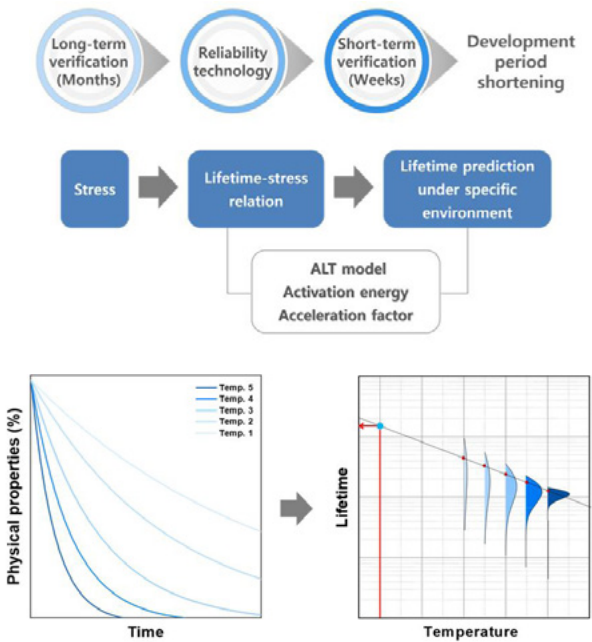 Long-term
verification
(Months)
Reliability
technology
Short-term
verification
(Weeks)
Development
period
shortening
Stress
Lifetime-stress
relation
Lifetime prediction
under specific
environment
ALT model
Activation energy
Acceleration factor
Physical properties (%)
Temp. 5
Temp. 4
Temp. 3
Temp. 2
Temp. 1
Time
Lifetime
Temperature